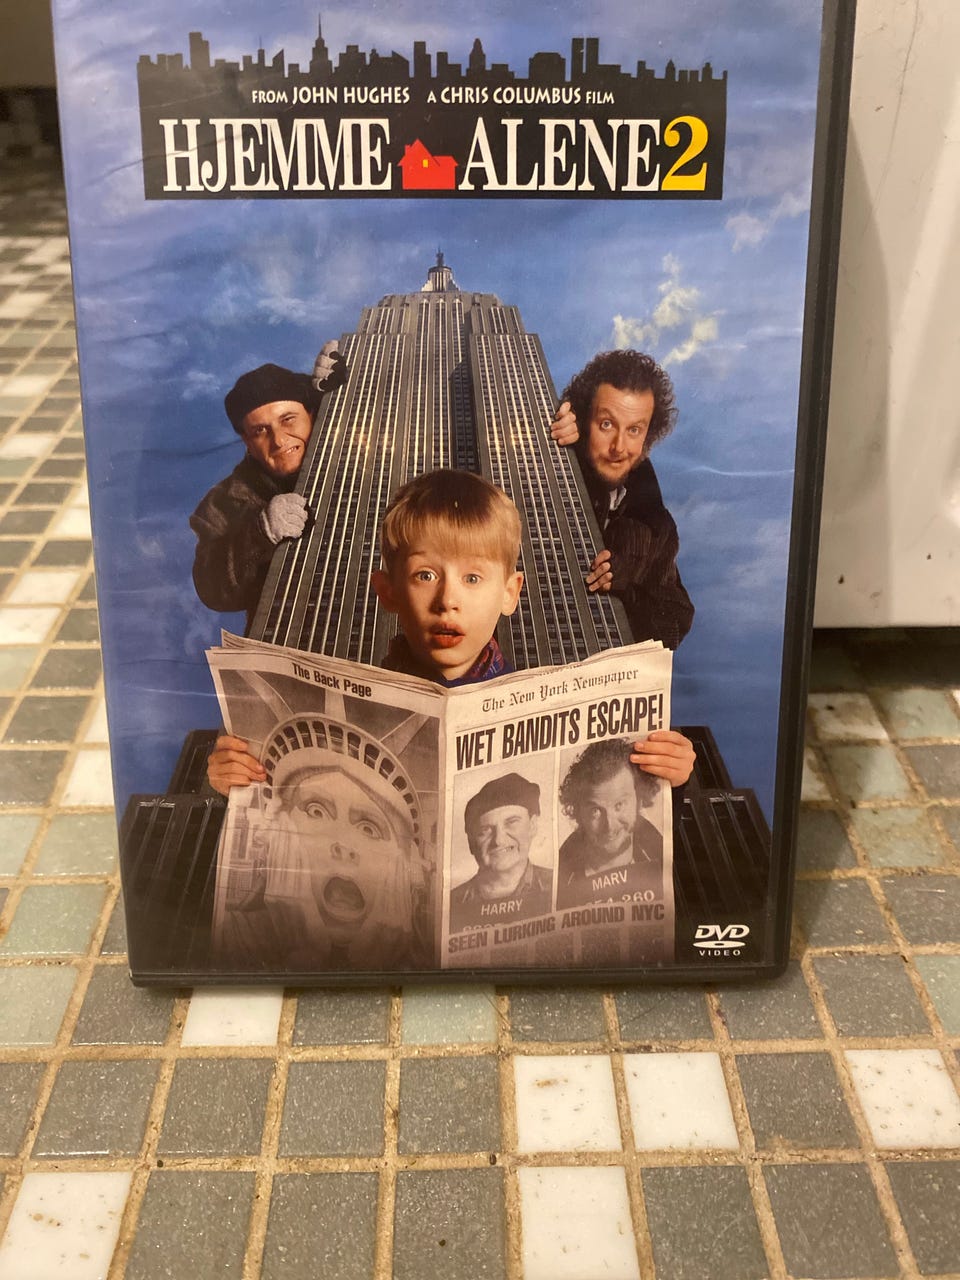 FROM JOHN HUGHES A CHRIS COLUMBUS FILM
HJEMME ALENE 2
The Back Page
The New York Newspaper
WET BANDITS ESCAPE!
HARRY
MARV
SEEN LURKING AROUND NYC
DVD
VIDEO